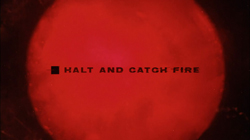 HALT AND CATCH FIRE